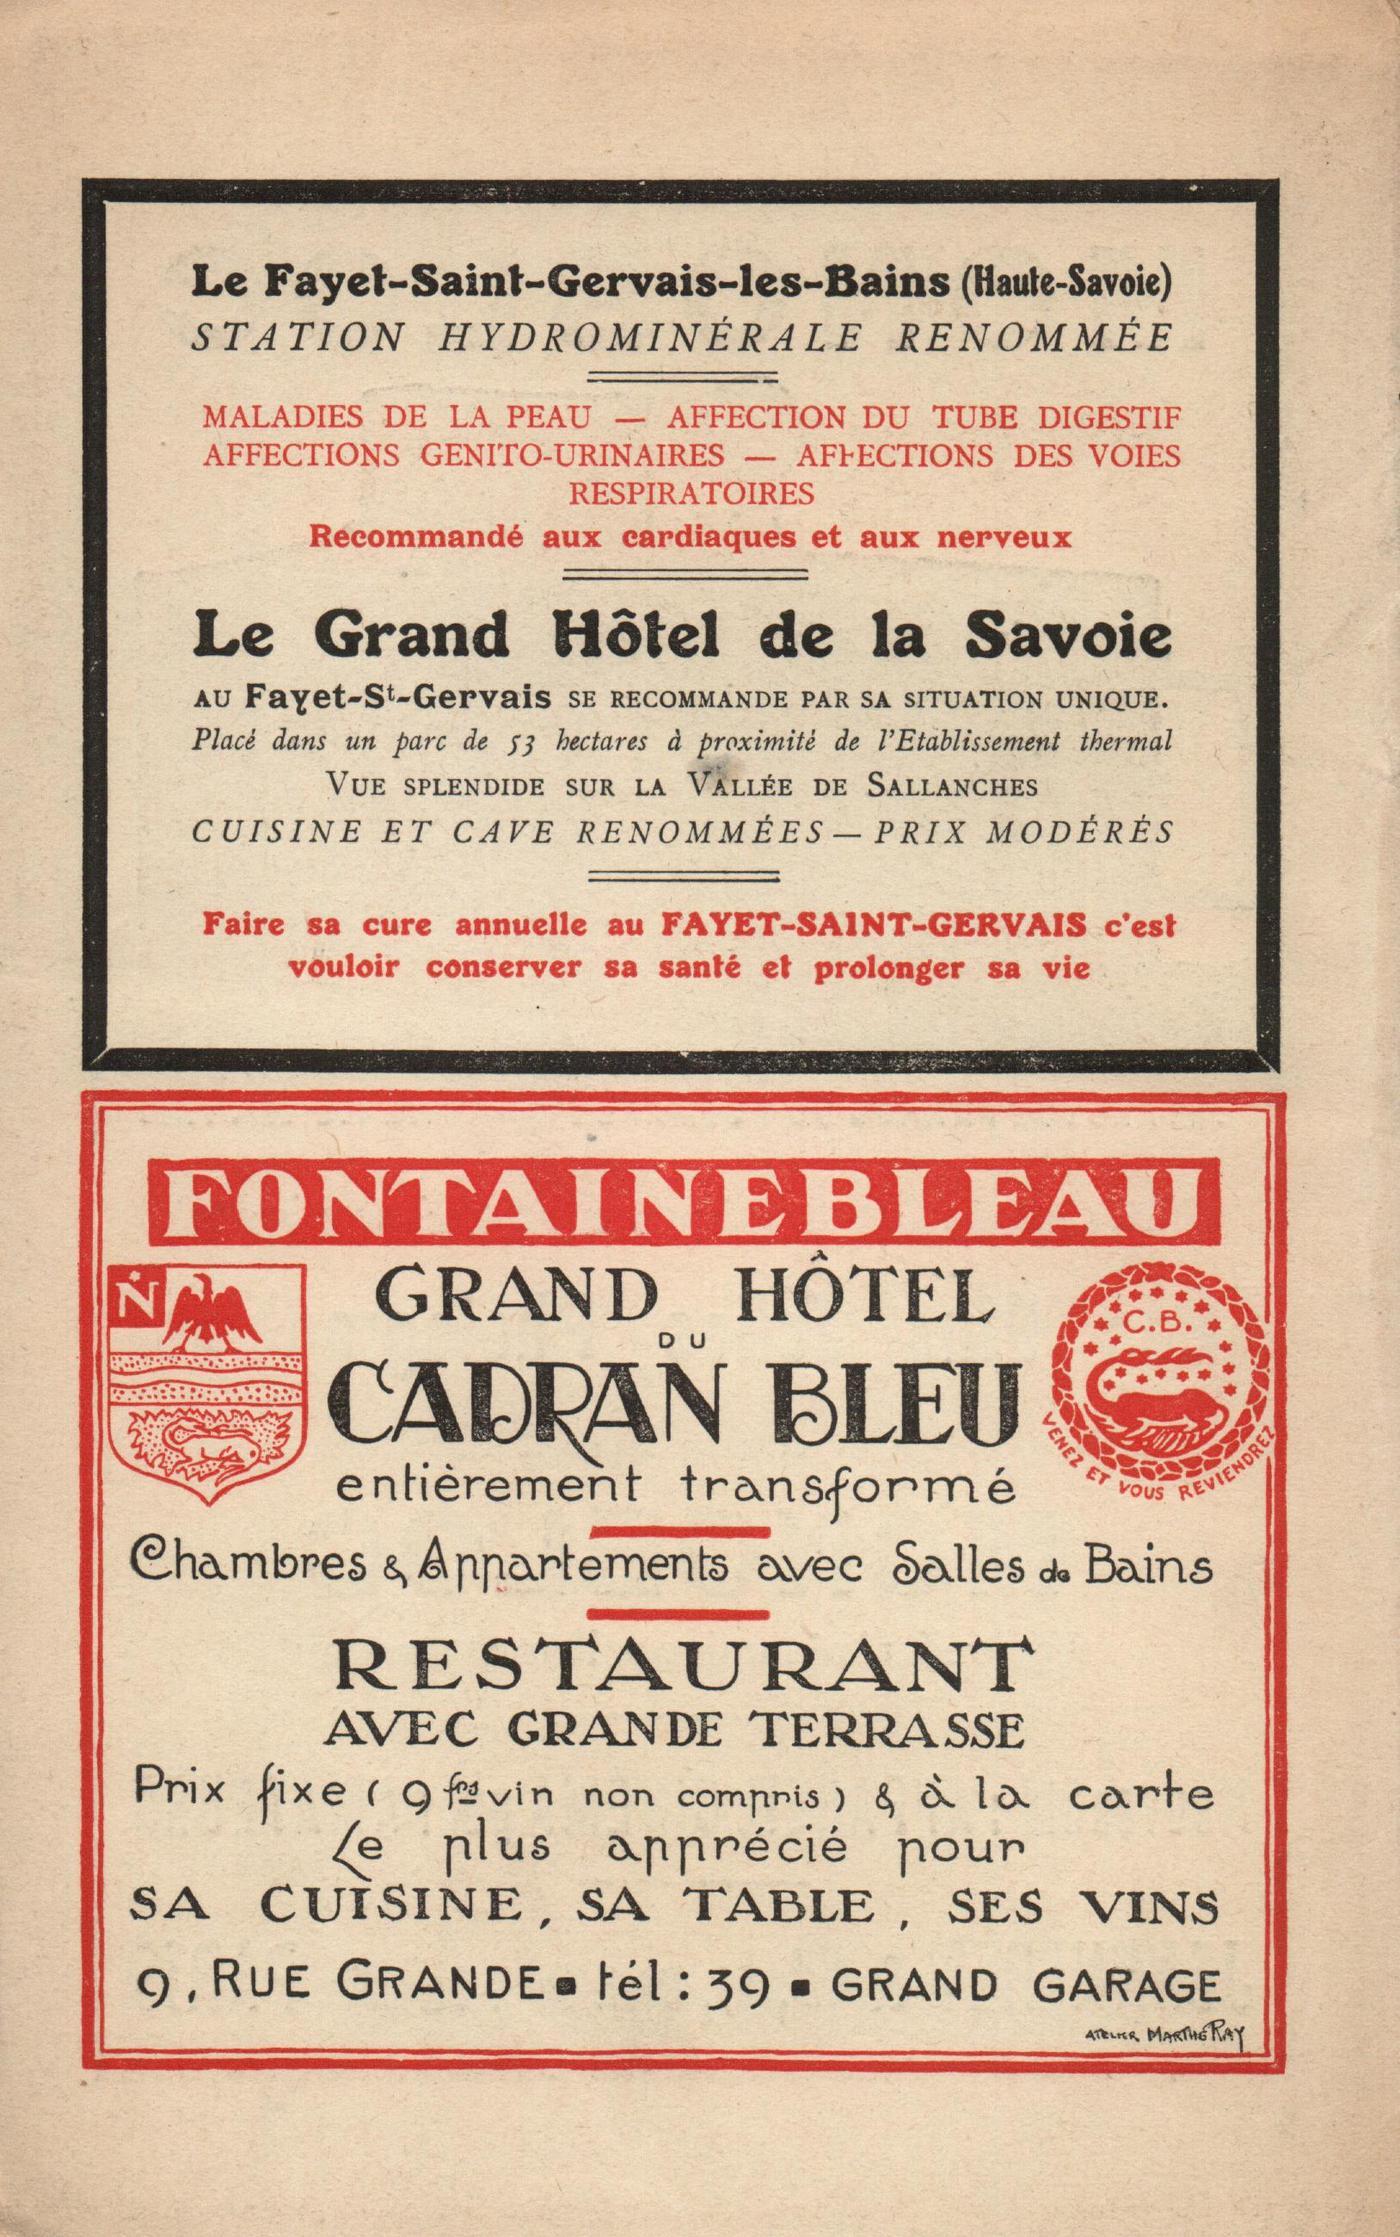 Le Fayet-Saint-Gervais-les-Bains (Haute-Savoie)
STATION HYDROMINÉRALE RENOMMÉE
MALADIES DE LA PEAU — AFFECTION DU TUBE DIGESTIF
AFFECTIONS GENITO-URINAIRES — AFFECTIONS DES VOIES
RESPIRATOIRES
Recommandé aux cardiaques et aux nerveux
Le Grand Hôtel de la Savoie
AU Fayet-St-Gervais SE RECOMMANDE PAR SA SITUATION UNIQUE.
Placé dans un parc de 53 hectares à proximité de l'Etablissement thermal
VUE SPLENDIDE SUR LA VALLÉE DE SALLANCHES
CUISINE ET CAVE RENOMMÉES — PRIX MODÉRÉS
Faire sa cure annuelle au FAYET-SAINT-GERVAIS c'est
vouloir conserver sa santé et prolonger sa vie
FONTAINEBLEAU
N
GRAND HÔTEL
DU
CADRAN BLEU
entièrement transformé
C.B.
VENEZ ET VOUS REVIENDREZ
Chambres & Appartements avec Salles de Bains
RESTAURANT
AVEC GRANDE TERRASSE
Prix fixe ( 9 frs vin non compris ) & à la carte
Le plus apprécié pour
SA CUISINE, SA TABLE, SES VINS
9, RUE GRANDE ▪ tél : 39 ▪ GRAND GARAGE
ATELIER MARTHE RAY